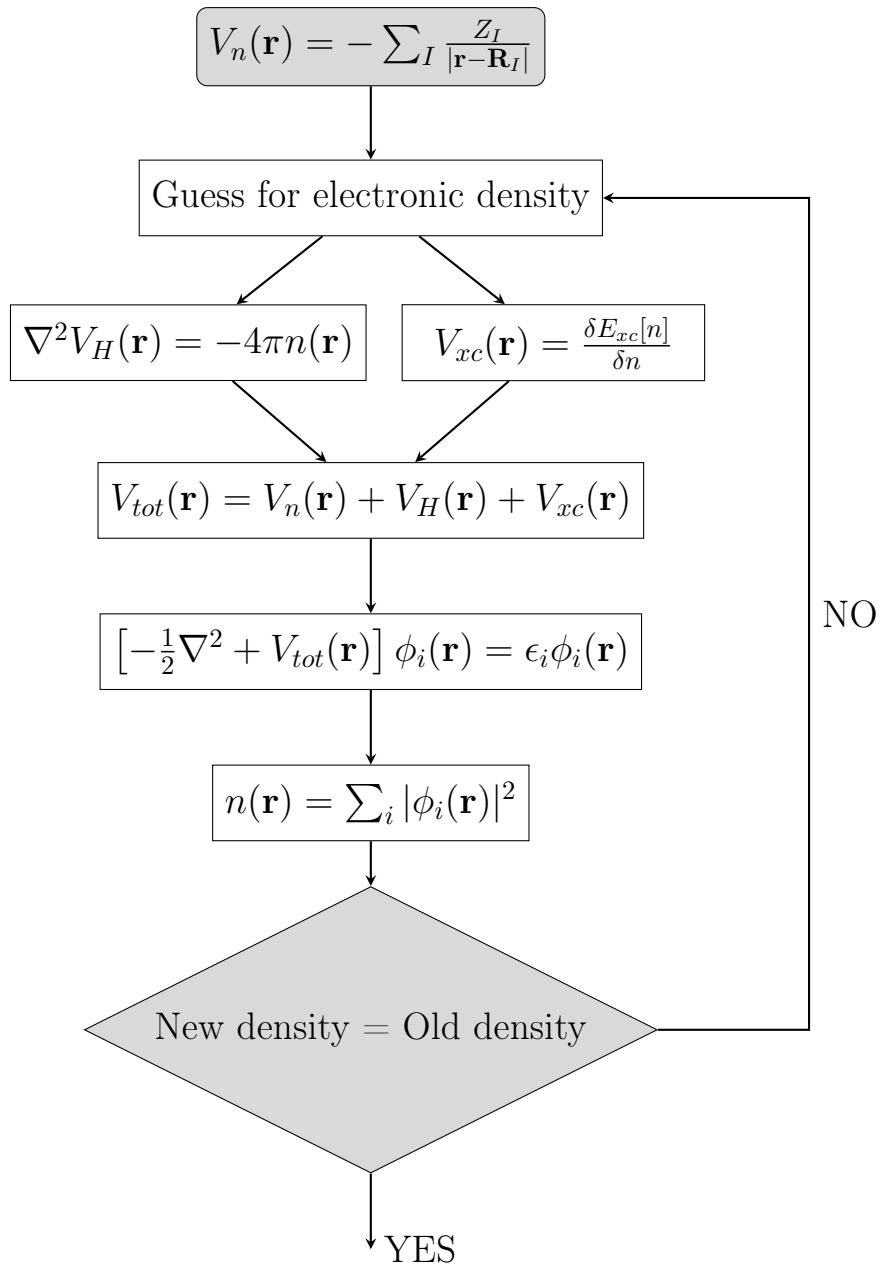 $V_n(\mathbf{r}) = -\sum_I \frac{Z_I}{|\mathbf{r}-\mathbf{R}_I|}$
Guess for electronic density
$\nabla^2 V_H(\mathbf{r}) = -4\pi n(\mathbf{r})$
$V_{xc}(\mathbf{r}) = \frac{\delta E_{xc}[n]}{\delta n}$
$V_{tot}(\mathbf{r}) = V_n(\mathbf{r}) + V_H(\mathbf{r}) + V_{xc}(\mathbf{r})$
NO
$\left[-\frac{1}{2}\nabla^2 + V_{tot}(\mathbf{r})\right] \phi_i(\mathbf{r}) = \epsilon_i \phi_i(\mathbf{r})$
$n(\mathbf{r}) = \sum_i |\phi_i(\mathbf{r})|^2$
New density = Old density
YES